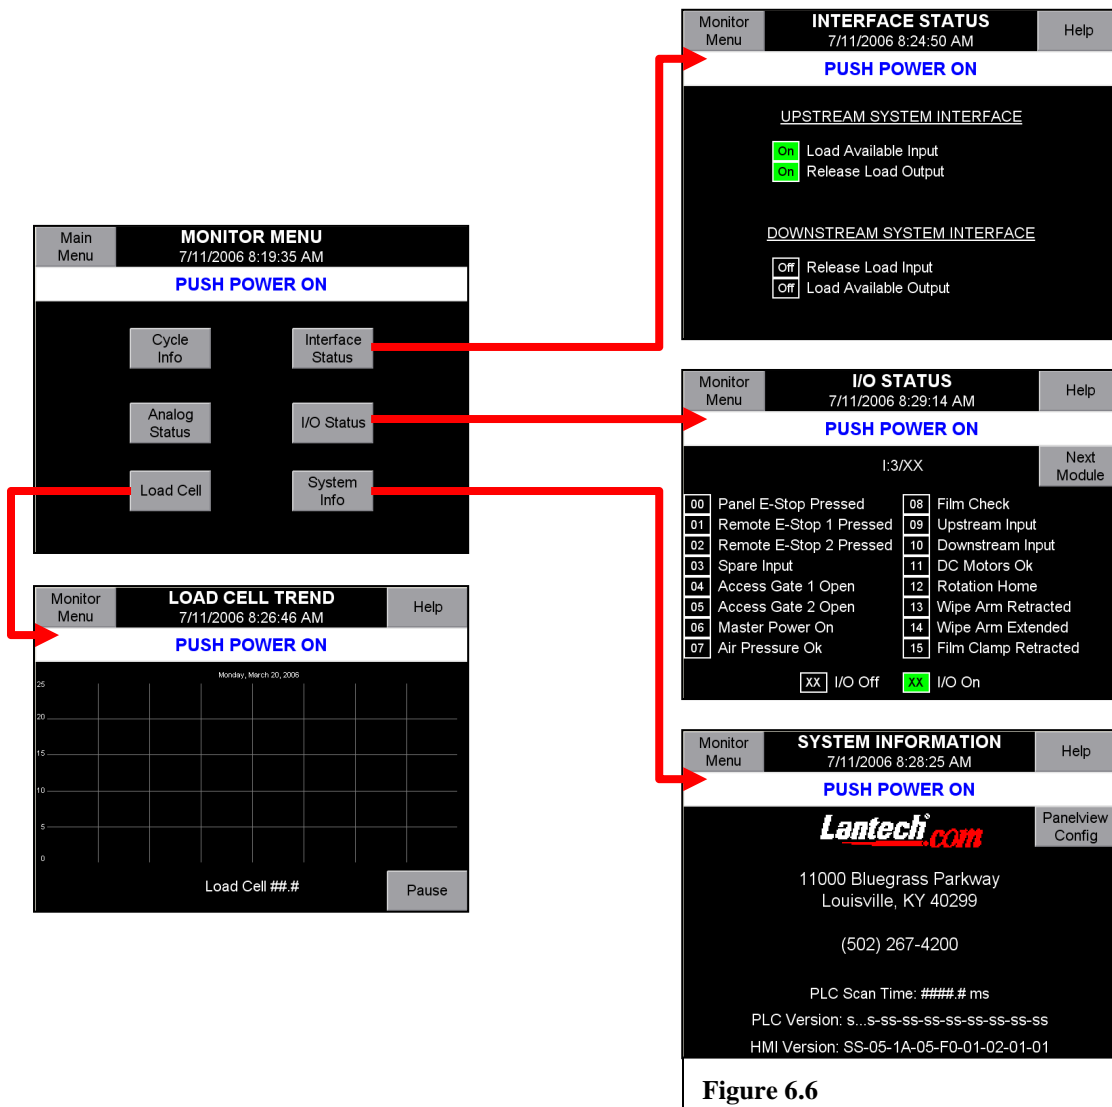 Monitor
Menu
INTERFACE STATUS
7/11/2006 8:24:50 AM
Help
PUSH POWER ON
UPSTREAM SYSTEM INTERFACE
On Load Available Input
On Release Load Output
DOWNSTREAM SYSTEM INTERFACE
Off Release Load Input
Off Load Available Output
Main
Menu
MONITOR MENU
7/11/2006 8:19:35 AM
PUSH POWER ON
Cycle
Info
Interface
Status
Analog
Status
I/O Status
Load Cell
System
Info
Monitor
Menu
I/O STATUS
7/11/2006 8:29:14 AM
Help
PUSH POWER ON
I:3/XX
Next
Module
00 Panel E-Stop Pressed
01 Remote E-Stop 1 Pressed
02 Remote E-Stop 2 Pressed
03 Spare Input
04 Access Gate 1 Open
05 Access Gate 2 Open
06 Master Power On
07 Air Pressure Ok
08 Film Check
09 Upstream Input
10 Downstream Input
11 DC Motors Ok
12 Rotation Home
13 Wipe Arm Retracted
14 Wipe Arm Extended
15 Film Clamp Retracted
XX I/O Off
XX I/O On
Monitor
Menu
LOAD CELL TREND
7/11/2006 8:26:46 AM
Help
PUSH POWER ON
Monday, March 20, 2006
25
20
15
10
5
0
Load Cell ##.#
Pause
Monitor
Menu
SYSTEM INFORMATION
7/11/2006 8:28:25 AM
Help
PUSH POWER ON
Lantech.com
Panelview
Config
11000 Bluegrass Parkway
Louisville, KY 40299
(502) 267-4200
PLC Scan Time: ####.# ms
PLC Version: s...s-ss-ss-ss-ss-ss-ss-ss-ss
HMI Version: SS-05-1A-05-F0-01-02-01-01
Figure 6.6